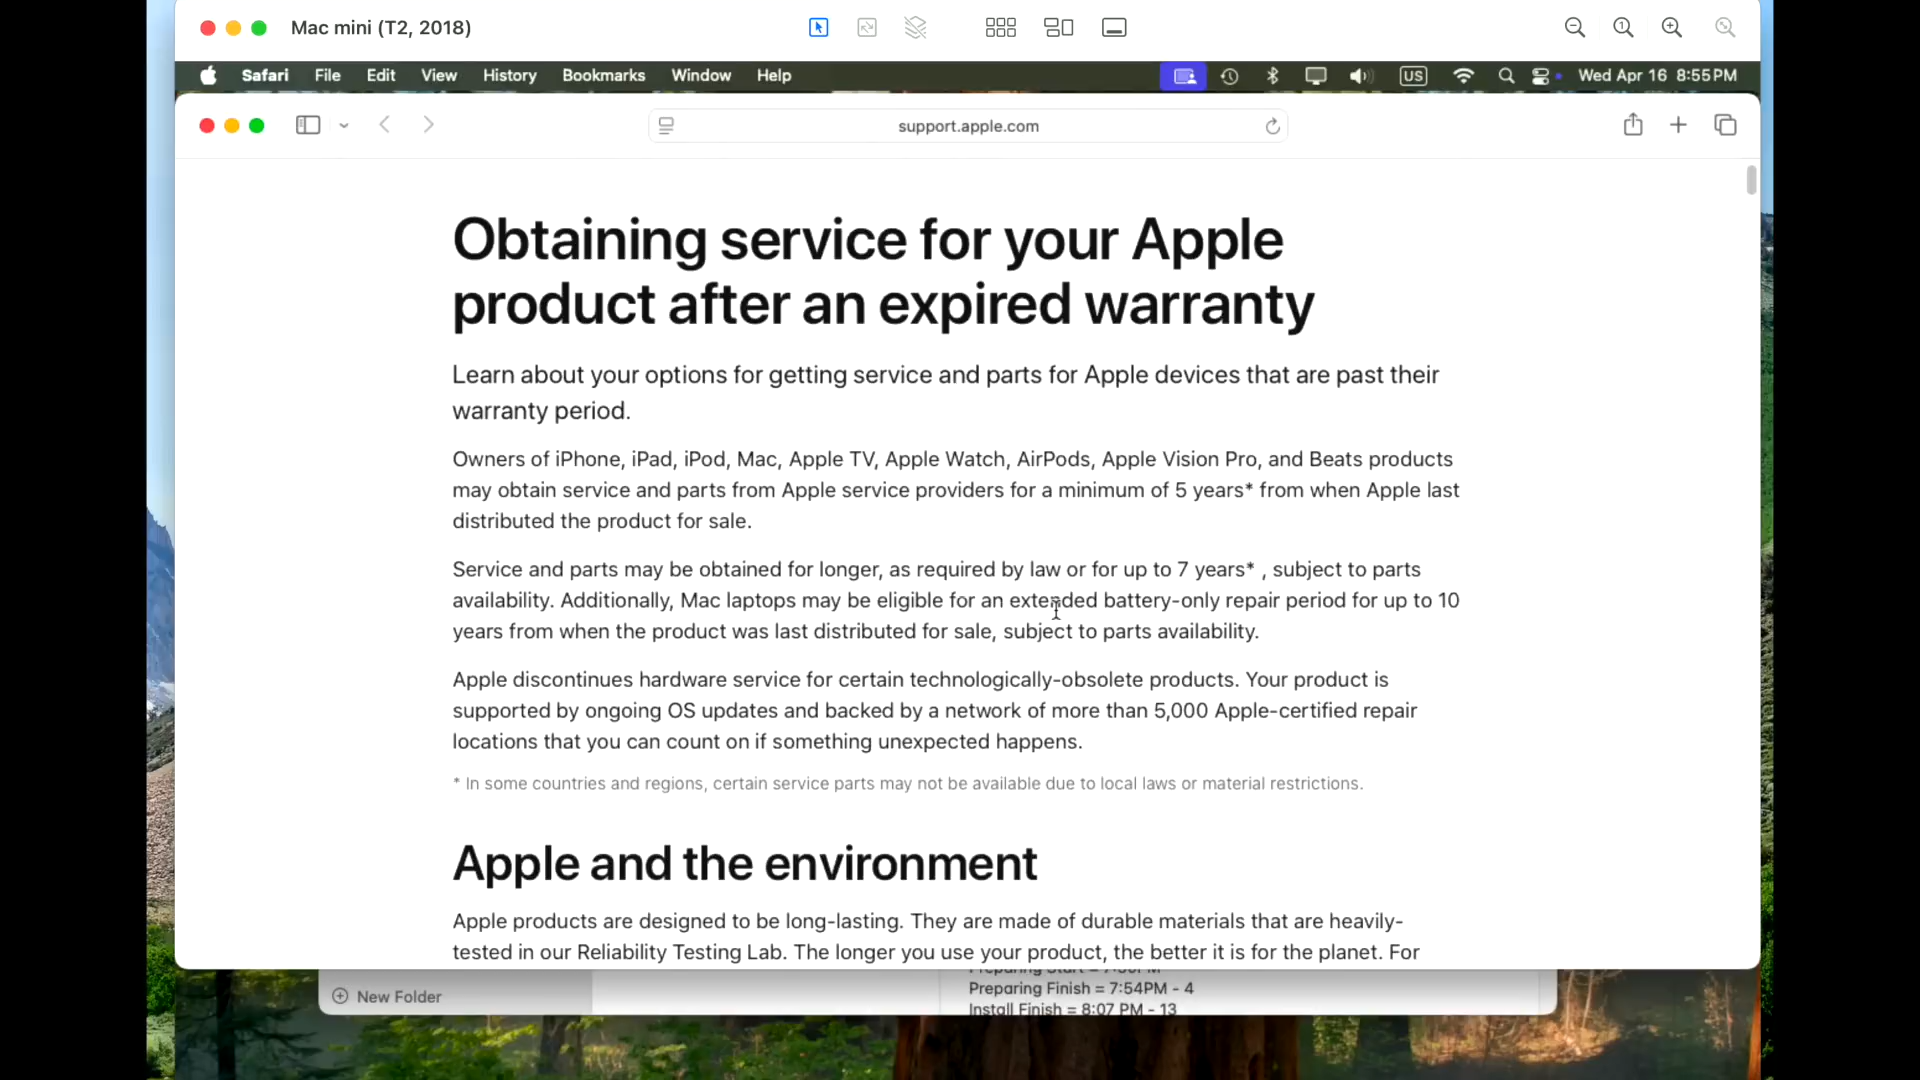 Mac mini (T2, 2018)
Safari File Edit View History Bookmarks Window Help US Wed Apr 16 8:55 PM
support.apple.com
Obtaining service for your Apple
product after an expired warranty
Learn about your options for getting service and parts for Apple devices that are past their
warranty period.
Owners of iPhone, iPad, iPod, Mac, Apple TV, Apple Watch, AirPods, Apple Vision Pro, and Beats products
may obtain service and parts from Apple service providers for a minimum of 5 years* from when Apple last
distributed the product for sale.
Service and parts may be obtained for longer, as required by law or for up to 7 years* , subject to parts
availability. Additionally, Mac laptops may be eligible for an extended battery-only repair period for up to 10
years from when the product was last distributed for sale, subject to parts availability.
Apple discontinues hardware service for certain technologically-obsolete products. Your product is
supported by ongoing OS updates and backed by a network of more than 5,000 Apple-certified repair
locations that you can count on if something unexpected happens.
* In some countries and regions, certain service parts may not be available due to local laws or material restrictions.
Apple and the environment
Apple products are designed to be long-lasting. They are made of durable materials that are heavily-
tested in our Reliability Testing Lab. The longer you use your product, the better it is for the planet. For
Preparing Start =
New Folder
Preparing Finish = 7:54PM - 4
Install Finish = 8:07 PM - 13